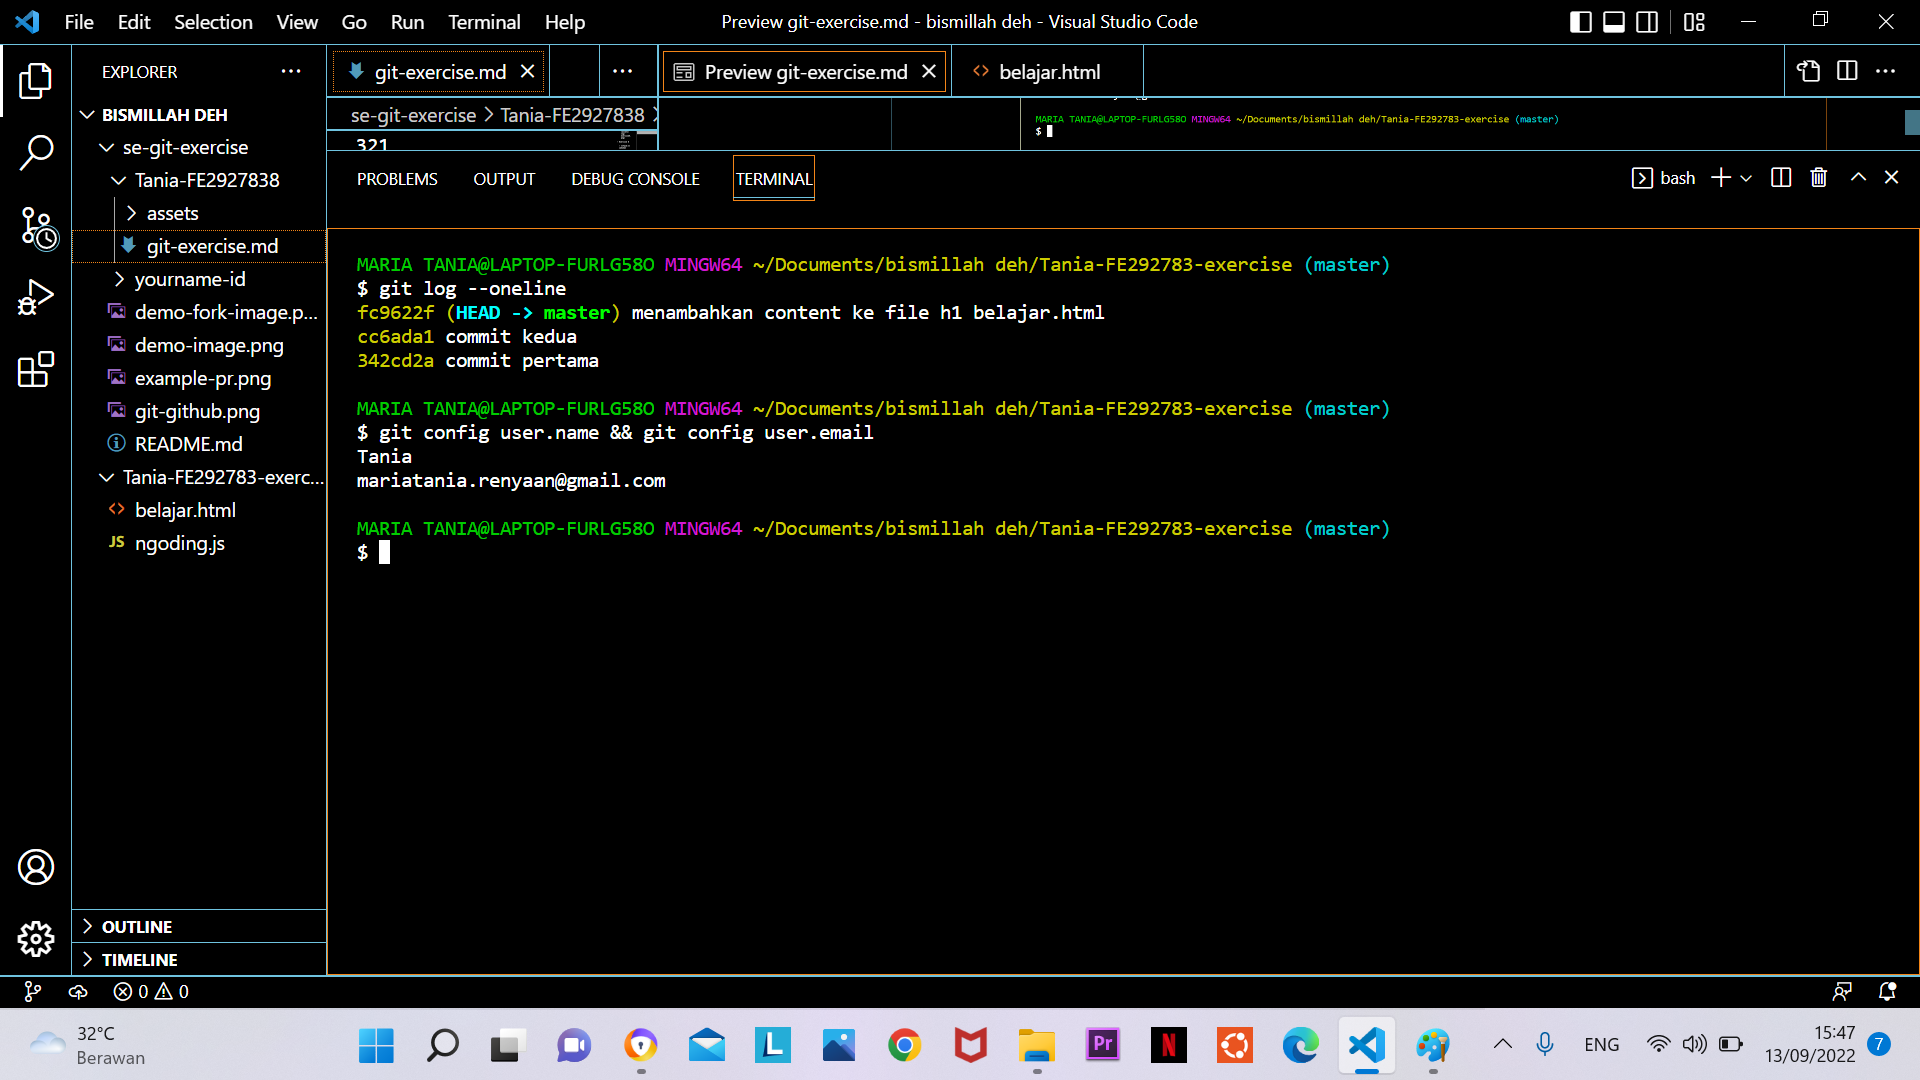 File Edit Selection View Go Run Terminal Help
Preview git-exercise.md - bismillah deh - Visual Studio Code
EXPLORER
git-exercise.md
Preview git-exercise.md
belajar.html
BISMILLAH DEH
se-git-exercise
Tania-FE2927838
assets
git-exercise.md
yourname-id
demo-fork-image.p...
demo-image.png
example-pr.png
git-github.png
README.md
Tania-FE292783-exerc...
belajar.html
ngoding.js
OUTLINE
TIMELINE
se-git-exercise > Tania-FE2927838 >
321
MARIA TANIA@LAPTOP-FURLG58O MINGW64 ~/Documents/bismillah deh/Tania-FE292783-exercise (master)
$
PROBLEMS OUTPUT DEBUG CONSOLE TERMINAL
bash
MARIA TANIA@LAPTOP-FURLG58O MINGW64 ~/Documents/bismillah deh/Tania-FE292783-exercise (master)
$ git log --oneline
fc9622f (HEAD -> master) menambahkan content ke file h1 belajar.html
cc6ada1 commit kedua
342cd2a commit pertama
MARIA TANIA@LAPTOP-FURLG58O MINGW64 ~/Documents/bismillah deh/Tania-FE292783-exercise (master)
$ git config user.name && git config user.email
Tania
mariatania.renyaan@gmail.com
MARIA TANIA@LAPTOP-FURLG58O MINGW64 ~/Documents/bismillah deh/Tania-FE292783-exercise (master)
$
0 0
32°C
Berawan
L
Pr
N
ENG
15:47
13/09/2022
7